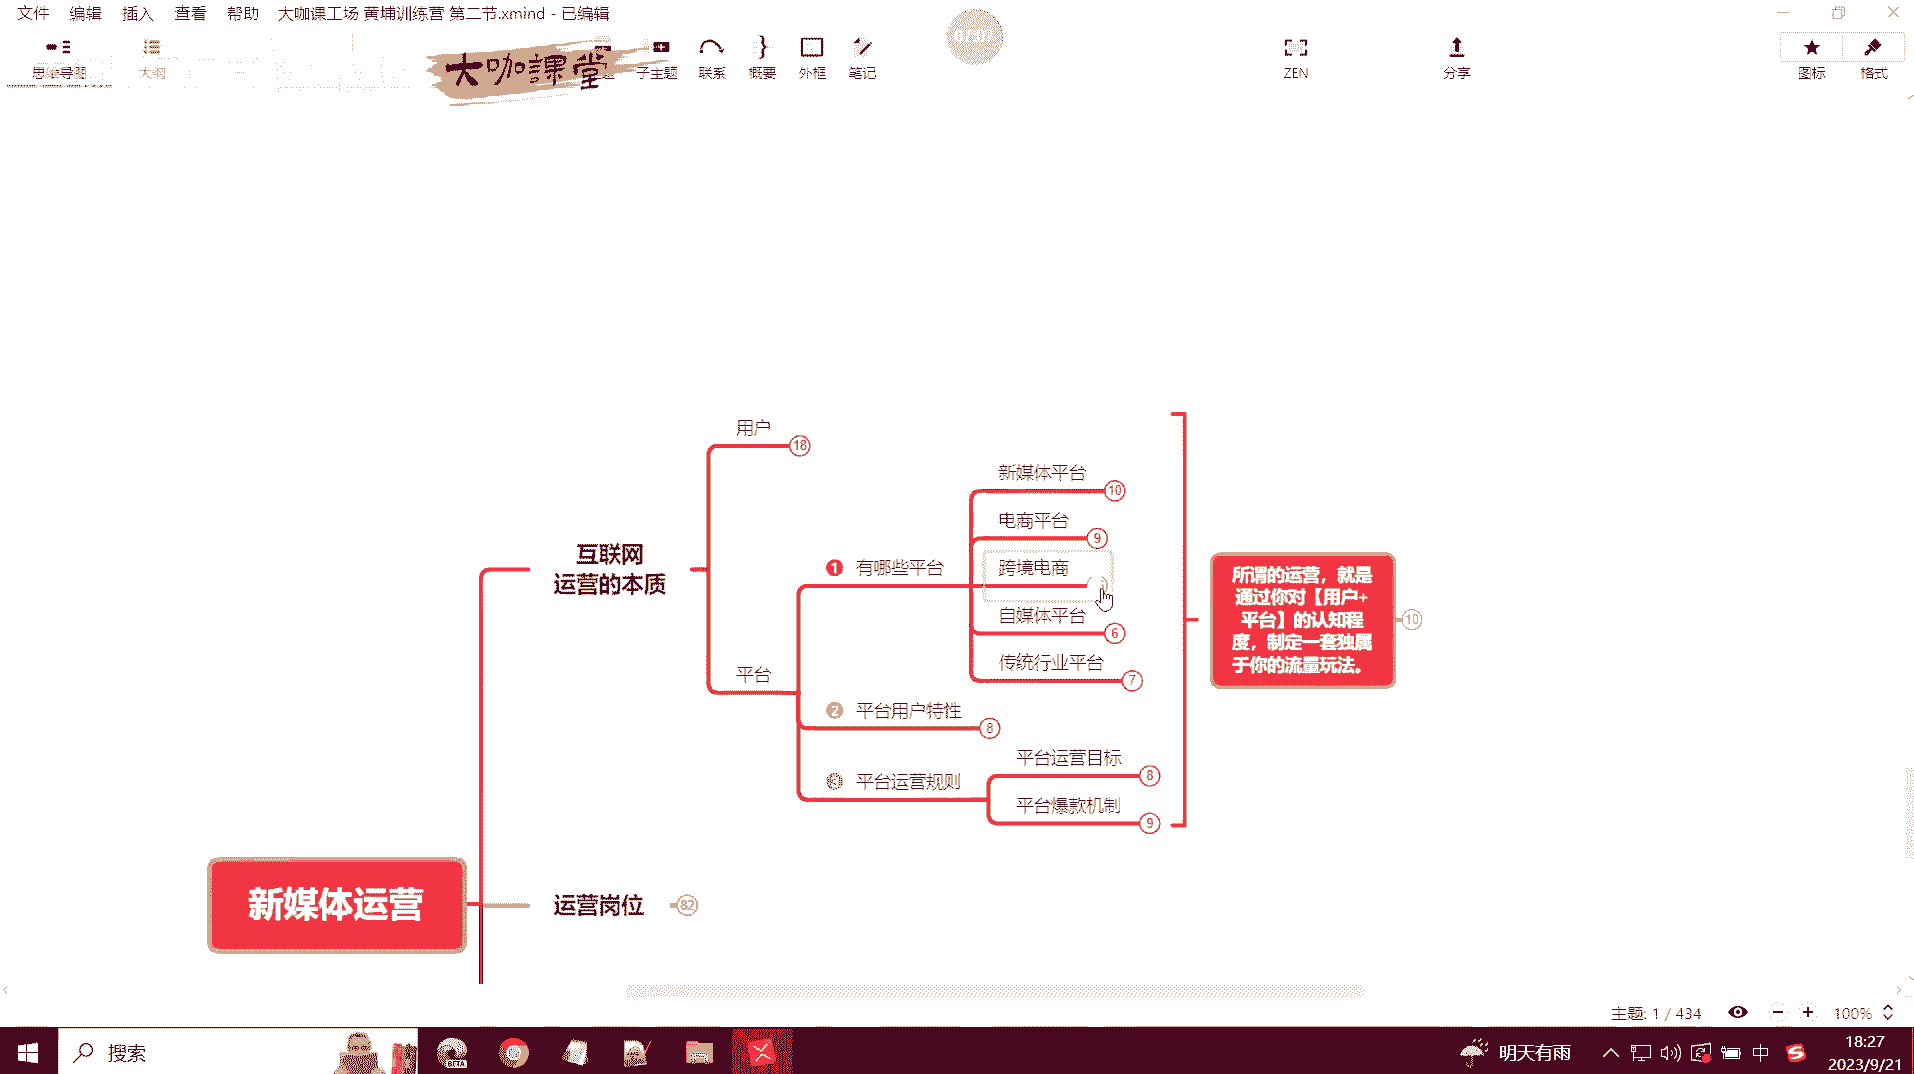 文件 编辑 插入 查看 帮助 大咖课工场 黄埔训练营 第二节.xmind - 已编辑
思维导图 大纲 大咖課堂 子主题 联系 概要 外框 笔记 ZEN 分享 图标 格式
用户 18
新媒体平台 10
电商平台 9
① 有哪些平台
跨境电商
自媒体平台 6
传统行业平台 7
平台
② 平台用户特性 8
③ 平台运营规则
平台运营目标 8
平台爆款机制 9
互联网
运营的本质
所谓的运营，就是
通过你对【用户+
平台】的认知程
度，制定一套独属
于你的流量玩法。
10
新媒体运营
运营岗位 82
主题: 1 / 434 100%
搜索 BETA 明天有雨 中 18:27
2023/9/21